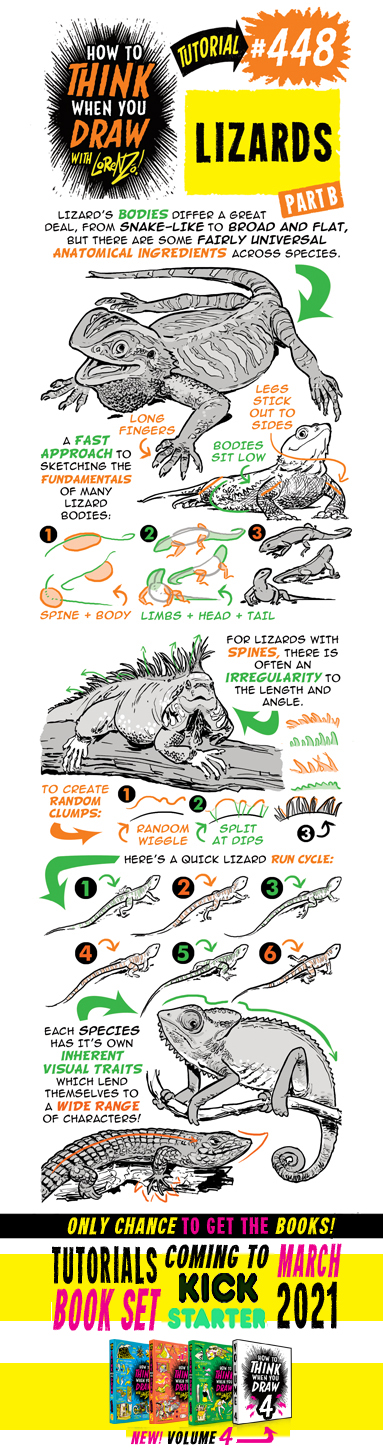 HOW TO
THINK
WHEN YOU
DRAW
WITH LORENZO!
TUTORIAL
#448
LIZARDS
PART B
LIZARD'S BODIES DIFFER A GREAT
DEAL, FROM SNAKE-LIKE TO BROAD AND FLAT,
BUT THERE ARE SOME FAIRLY UNIVERSAL
ANATOMICAL INGREDIENTS ACROSS SPECIES.
LONG
FINGERS
LEGS
STICK
OUT TO
SIDES
BODIES
SIT LOW
A FAST
APPROACH TO
SKETCHING THE
FUNDAMENTALS
OF MANY
LIZARD
BODIES:
1
2
3
SPINE + BODY
LIMBS + HEAD + TAIL
FOR LIZARDS WITH
SPINES, THERE IS
OFTEN AN
IRREGULARITY TO
THE LENGTH AND
ANGLE.
TO CREATE
RANDOM
CLUMPS:
1
RANDOM
WIGGLE
2
SPLIT
AT DIPS
3
HERE'S A QUICK LIZARD RUN CYCLE:
1
2
3
4
5
6
EACH SPECIES
HAS IT'S OWN
INHERENT
VISUAL TRAITS
WHICH LEND
THEMSELVES TO
A WIDE RANGE
OF CHARACTERS!
ONLY CHANCE TO GET THE BOOKS!
TUTORIALS
BOOK SET
COMING TO
KICK
STARTER
MARCH
2021
HOW TO
THINK
WHEN YOU
DRAW
4
NEW! VOLUME 4